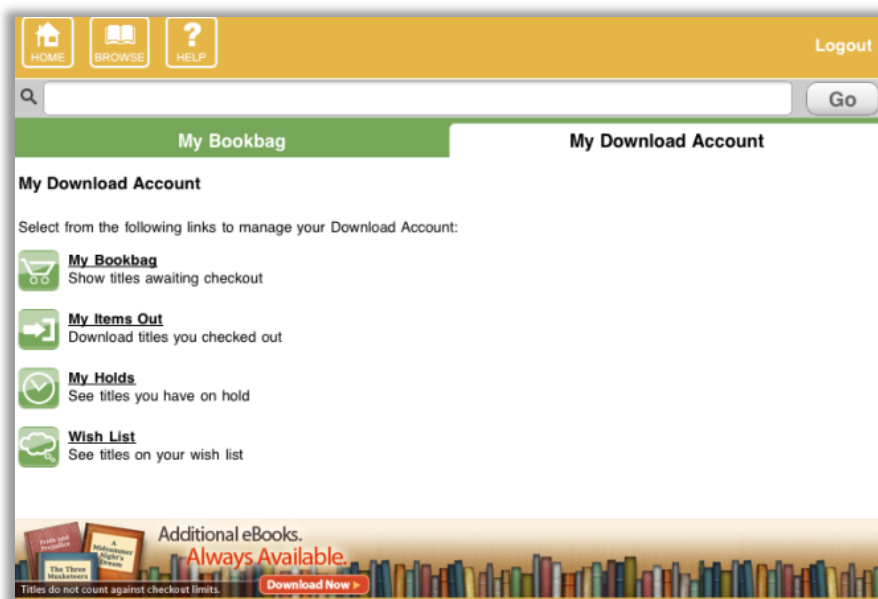 HOME BROWSE ? HELP Logout
Go
My Bookbag My Download Account
My Download Account
Select from the following links to manage your Download Account:
My Bookbag
Show titles awaiting checkout
My Items Out
Download titles you checked out
My Holds
See titles you have on hold
Wish List
See titles on your wish list
Additional eBooks.
Always Available.
Pride and
Prejudice
A
Midsummer
Night's
Dream
The Three
Musketeers
Titles do not count against checkout limits.
Download Now